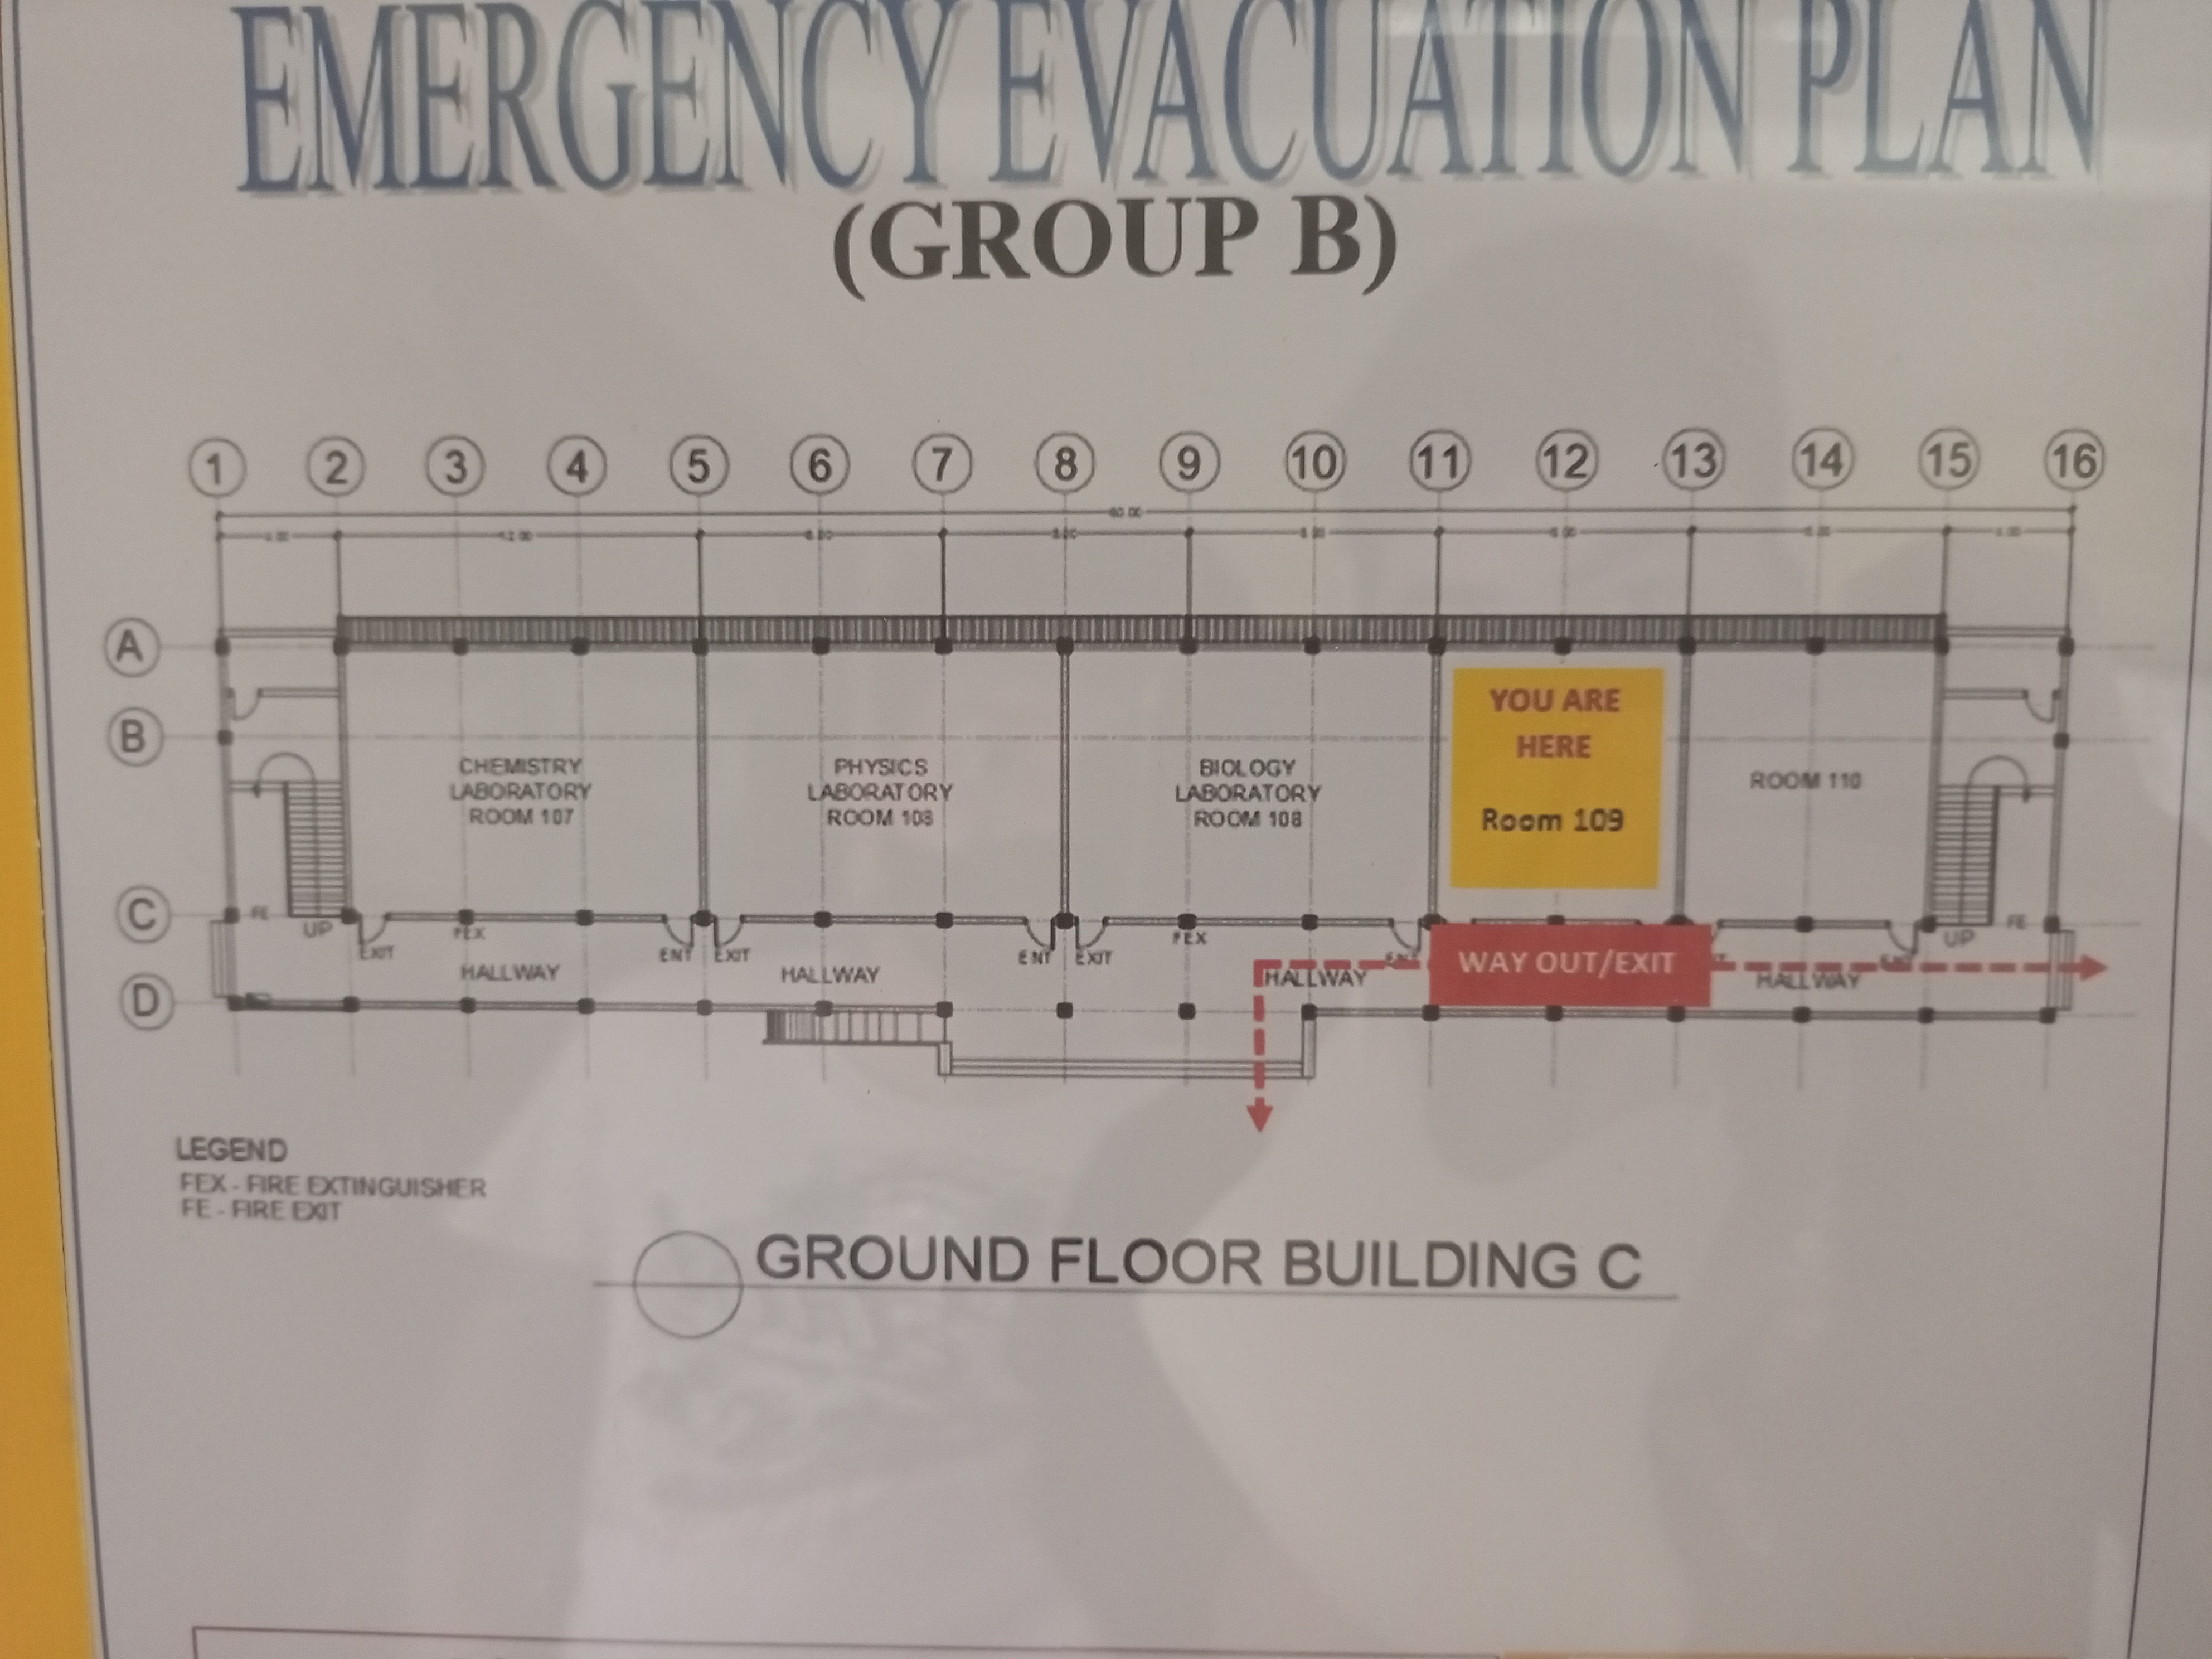 EMERGENCY EVACUATION PLAN
(GROUP B)
1 2 3 4 5 6 7 8 9 10 11 12 13 14 15 16
A
B
C
D
CHEMISTRY
LABORATORY
ROOM 107
PHYSICS
LABORATORY
ROOM 108
BIOLOGY
LABORATORY
ROOM 108
YOU ARE
HERE
Room 109
ROOM 110
FE
UP
EXIT
FEX
ENT
EXIT
ENT
EXIT
FEX
ENT
UP
FE
HALLWAY
HALLWAY
HALLWAY
WAY OUT/EXIT
HALLWAY
LEGEND
FEX - FIRE EXTINGUISHER
FE - FIRE EXIT
GROUND FLOOR BUILDING C